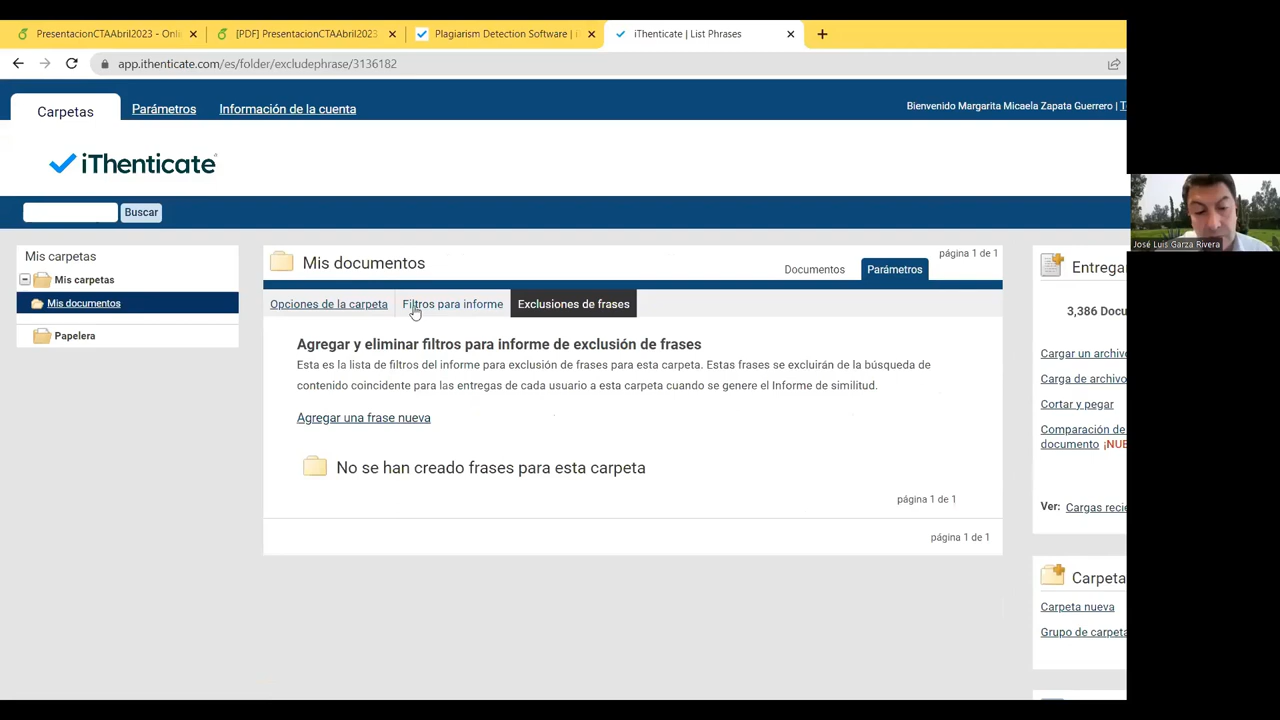 PresentacionCTAAbril2023 - Onl
[PDF] PresentacionCTAAbril2023
Plagiarism Detection Software |
iThenticate | List Phrases
app.ithenticate.com/es/folder/excludephrase/3136182
Carpetas
Parámetros
Información de la cuenta
Bienvenido Margarita Micaela Zapata Guerrero |
iThenticate
Buscar
Mis carpetas
Mis carpetas
Mis documentos
Papelera
página 1 de 1
Mis documentos
Documentos
Parámetros
Opciones de la carpeta
Filtros para informe
Exclusiones de frases
Agregar y eliminar filtros para informe de exclusión de frases
Esta es la lista de filtros del informe para exclusión de frases para esta carpeta. Estas frases se excluirán de la búsqueda de
contenido coincidente para las entregas de cada usuario a esta carpeta cuando se genere el Informe de similitud.
Agregar una frase nueva
No se han creado frases para esta carpeta
página 1 de 1
página 1 de 1
Entrega
3,386 Docu
Cargar un archiv
Carga de archivo
Cortar y pegar
Comparación de
documento ¡NUE
Ver: Cargas recie
Carpeta
Carpeta nueva
Grupo de carpeta
José Luis Garza Rivera